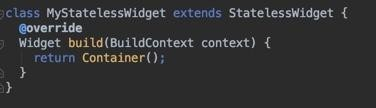 class MyStatelessWidget extends StatelessWidget {
  @override
  Widget build(BuildContext context) {
    return Container();
  }
}